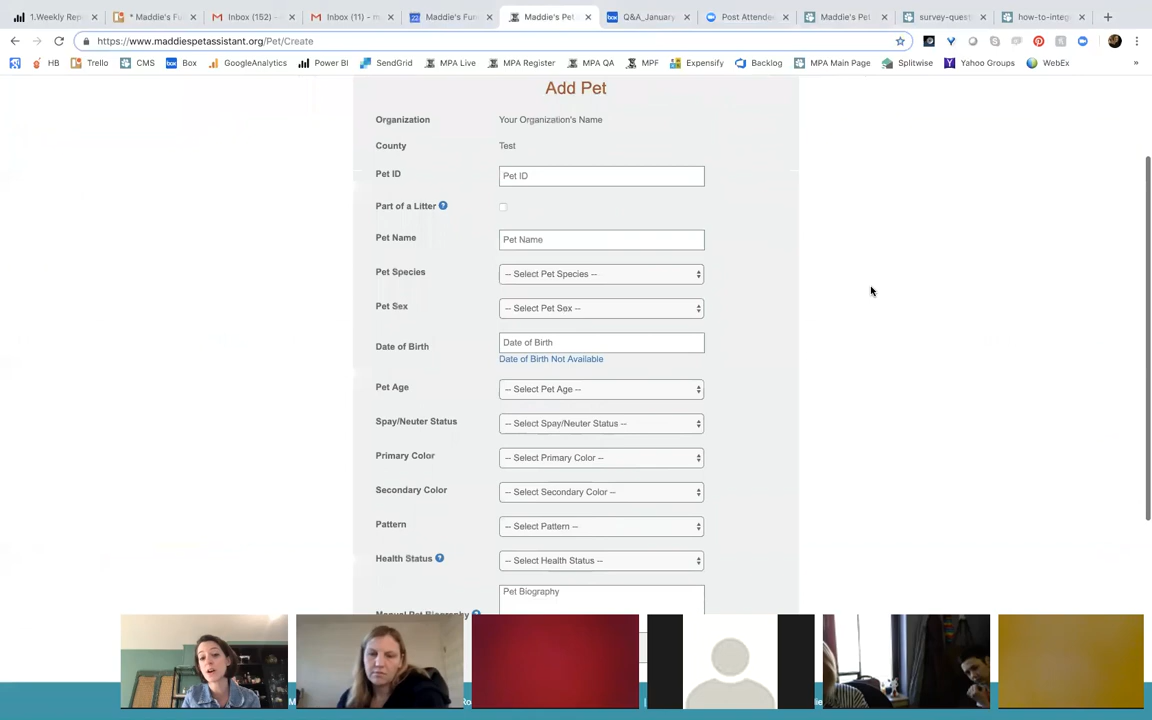 1.Weekly Rep
* Maddie's Fu
Inbox (152) -
Inbox (11) - m
Maddie's Fun
Maddie's Pet
Q&A_January
Post Attende
Maddie's Pet
survey-quest
how-to-integ
https://www.maddiespetassistant.org/Pet/Create
HB
Trello
CMS
Box
GoogleAnalytics
Power BI
SendGrid
MPA Live
MPA Register
MPA QA
MPF
Expensify
Backlog
MPA Main Page
Splitwise
Yahoo Groups
WebEx
»
Add Pet
Organization
Your Organization's Name
County
Test
Pet ID
Pet ID
Part of a Litter ?
Pet Name
Pet Name
Pet Species
-- Select Pet Species --
Pet Sex
-- Select Pet Sex --
Date of Birth
Date of Birth
Date of Birth Not Available
Pet Age
-- Select Pet Age --
Spay/Neuter Status
-- Select Spay/Neuter Status --
Primary Color
-- Select Primary Color --
Secondary Color
-- Select Secondary Color --
Pattern
-- Select Pattern --
Health Status ?
-- Select Health Status --
Manual Pet Biography ?
Pet Biography